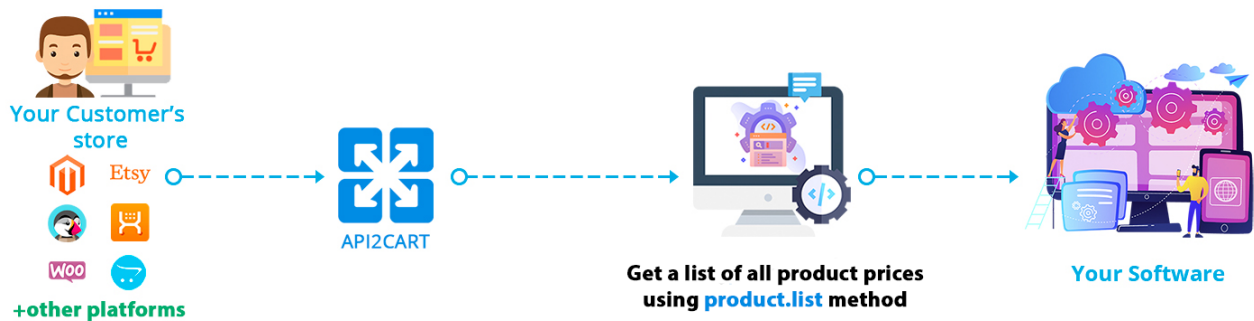 Your Customer's
store
Etsy
WOO
+other platforms
API2CART
</>
</>
Get a list of all product prices
using product.list method
Your Software